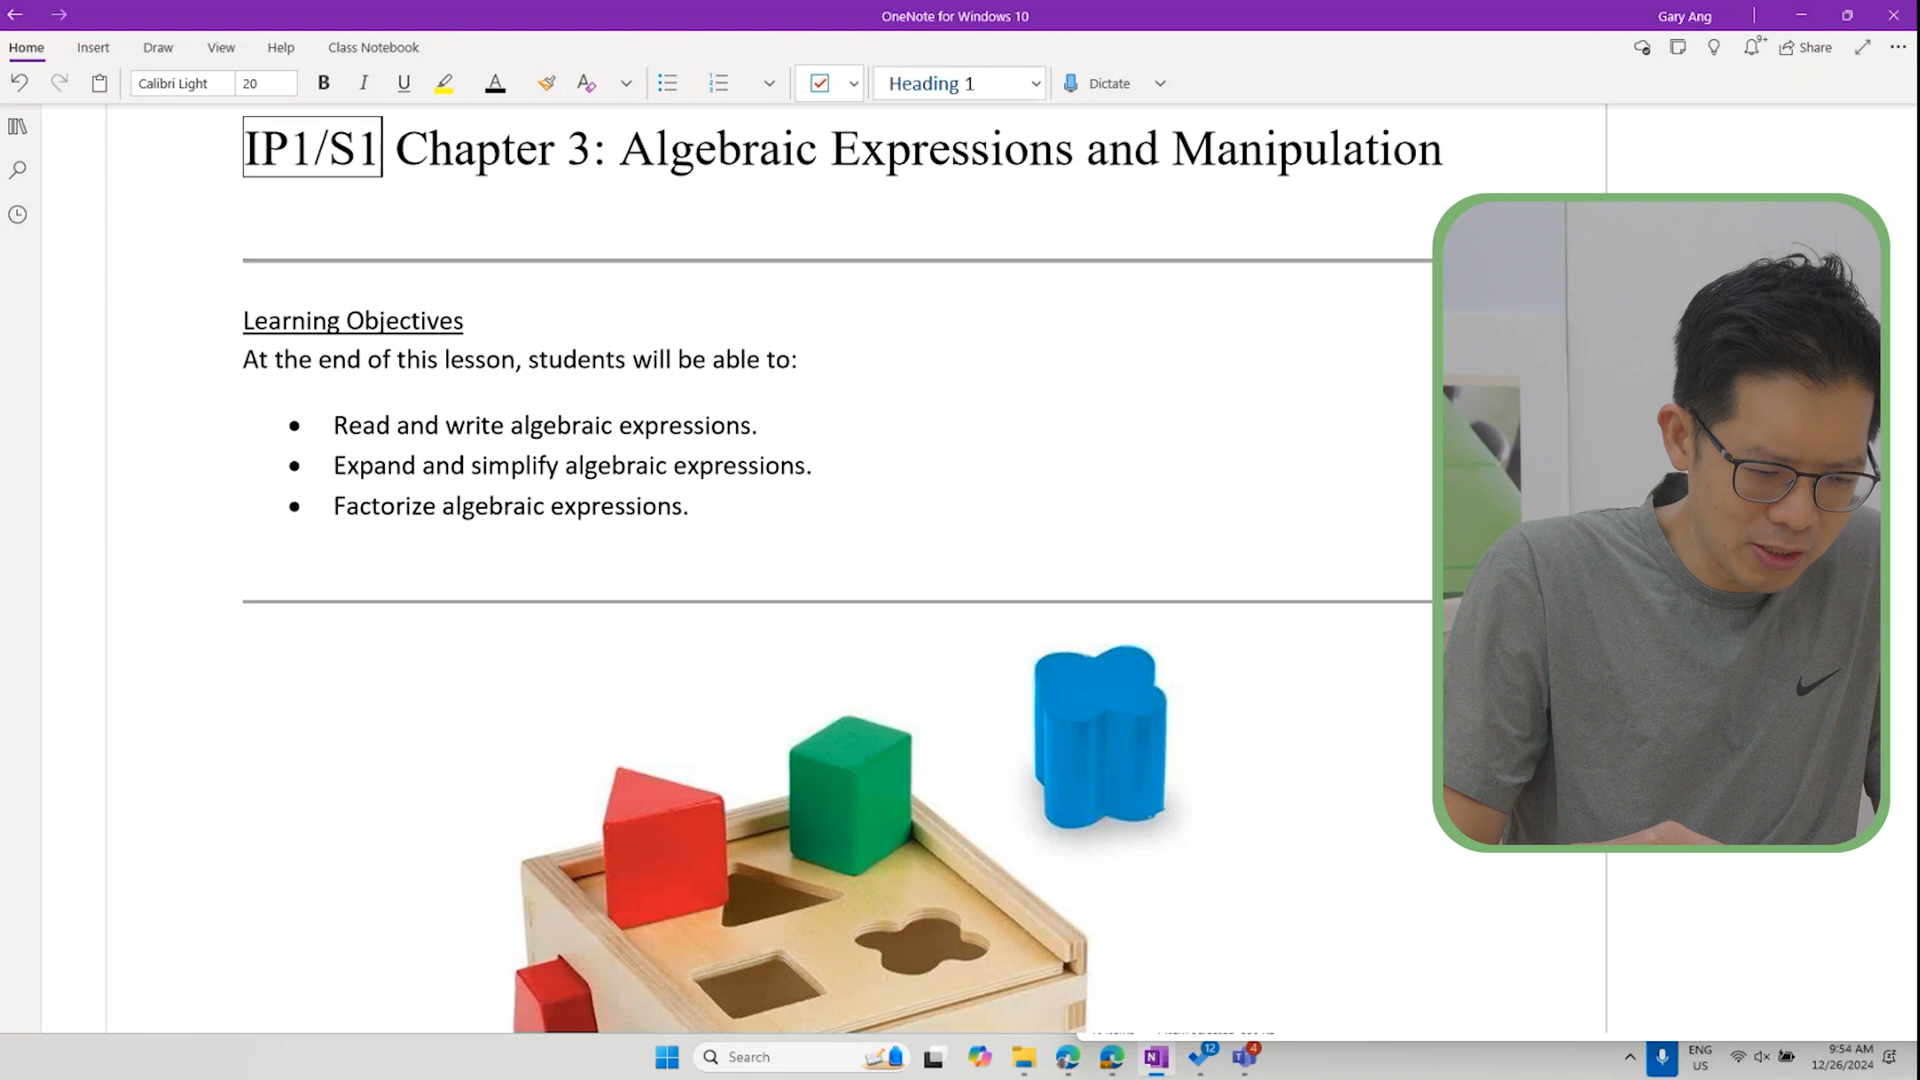 OneNote for Windows 10
Gary Ang
Home Insert Draw View Help Class Notebook
9+
Share
Calibri Light 20 B I U A Heading 1 Dictate
IP1/S1 Chapter 3: Algebraic Expressions and Manipulation
Learning Objectives
At the end of this lesson, students will be able to:
• Read and write algebraic expressions.
• Expand and simplify algebraic expressions.
• Factorize algebraic expressions.
Search
12
4
ENG
US
9:54 AM
12/26/2024